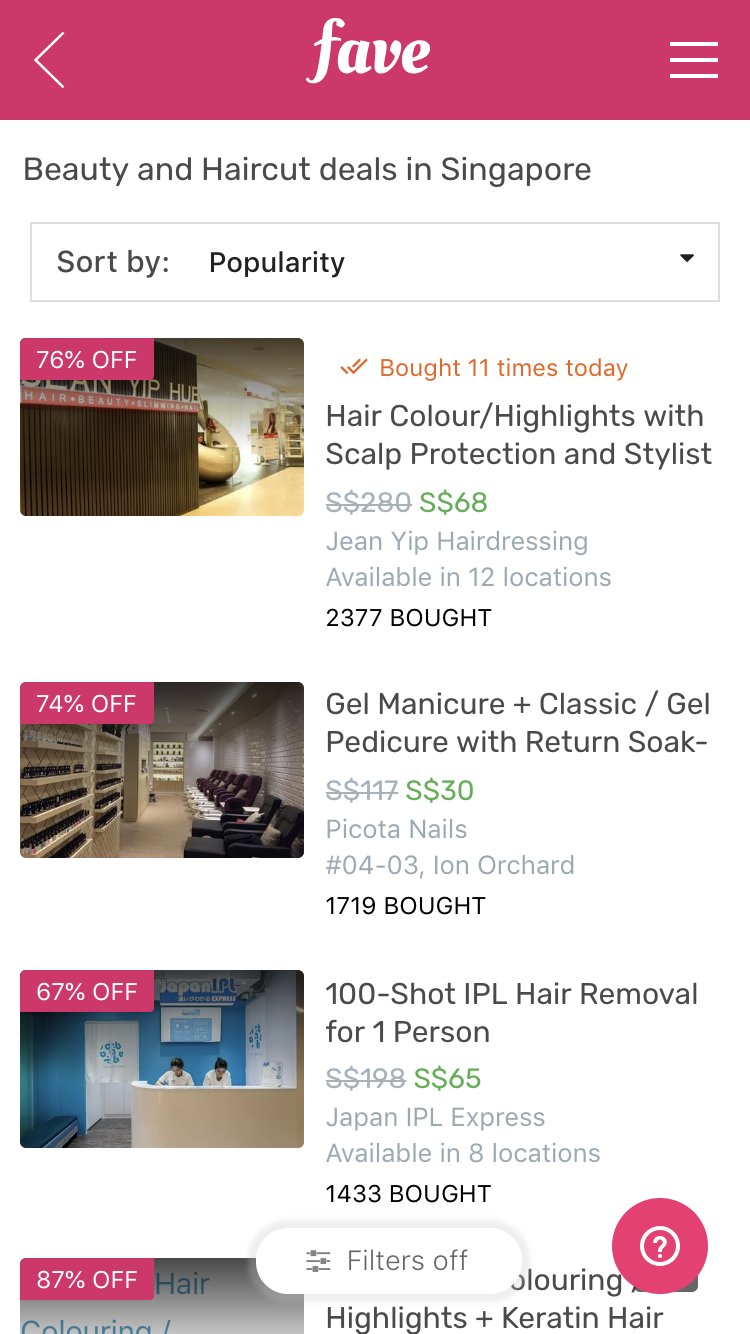 fave
Beauty and Haircut deals in Singapore
Sort by: Popularity
76% OFF
JEAN YIP HUB
HAIR•BEAUTY•SLIMMING•
Bought 11 times today
Hair Colour/Highlights with
Scalp Protection and Stylist
S$280 S$68
Jean Yip Hairdressing
Available in 12 locations
2377 BOUGHT
74% OFF
Gel Manicure + Classic / Gel
Pedicure with Return Soak-
S$117 S$30
Picota Nails
#04-03, Ion Orchard
1719 BOUGHT
67% OFF
Japan IPL
EXPRESS
100-Shot IPL Hair Removal
for 1 Person
S$198 S$65
Japan IPL Express
Available in 8 locations
1433 BOUGHT
Filters off
?
87% OFF
Hair
Colouring /
olouring /
Highlights + Keratin Hair